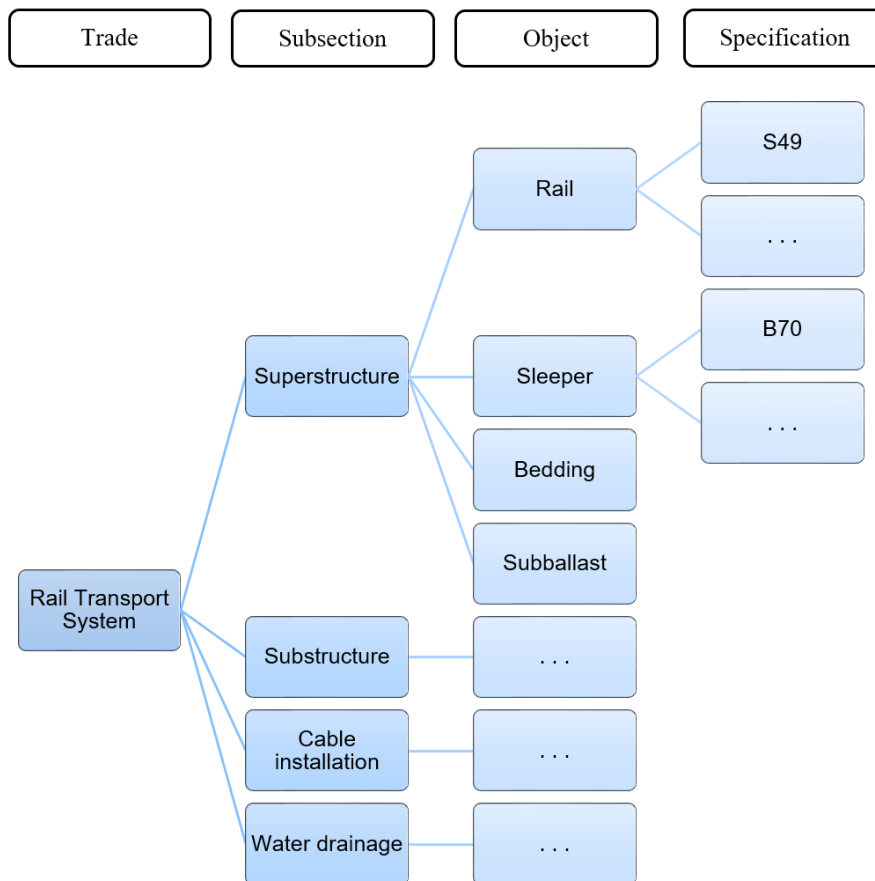 Trade
Subsection
Object
Specification
S49
Rail
. . .
B70
Superstructure
Sleeper
. . .
Bedding
Subballast
Rail Transport
System
Substructure
. . .
Cable
installation
. . .
Water drainage
. . .